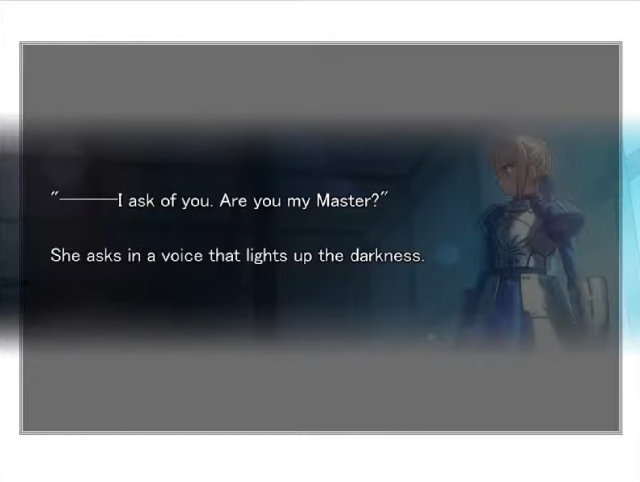 "———I ask of you. Are you my Master?"
She asks in a voice that lights up the darkness.